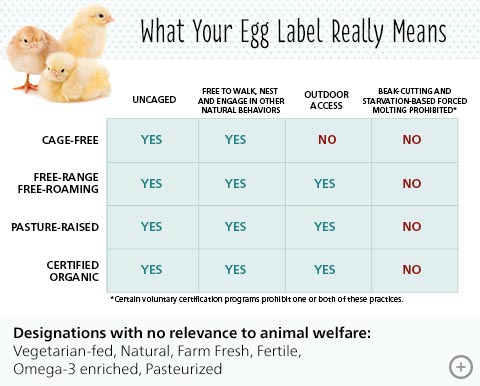 What Your Egg Label Really Means
UNCAGED
FREE TO WALK, NEST
AND ENGAGE IN OTHER
NATURAL BEHAVIORS
OUTDOOR
ACCESS
BEAK-CUTTING AND
STARVATION-BASED FORCED
MOLTING PROHIBITED*
CAGE-FREE YES YES NO NO
FREE-RANGE
FREE-ROAMING YES YES YES NO
PASTURE-RAISED YES YES YES NO
CERTIFIED
ORGANIC YES YES YES NO
*Certain voluntary certification programs prohibit one or both of these practices.
Designations with no relevance to animal welfare:
Vegetarian-fed, Natural, Farm Fresh, Fertile,
Omega-3 enriched, Pasteurized